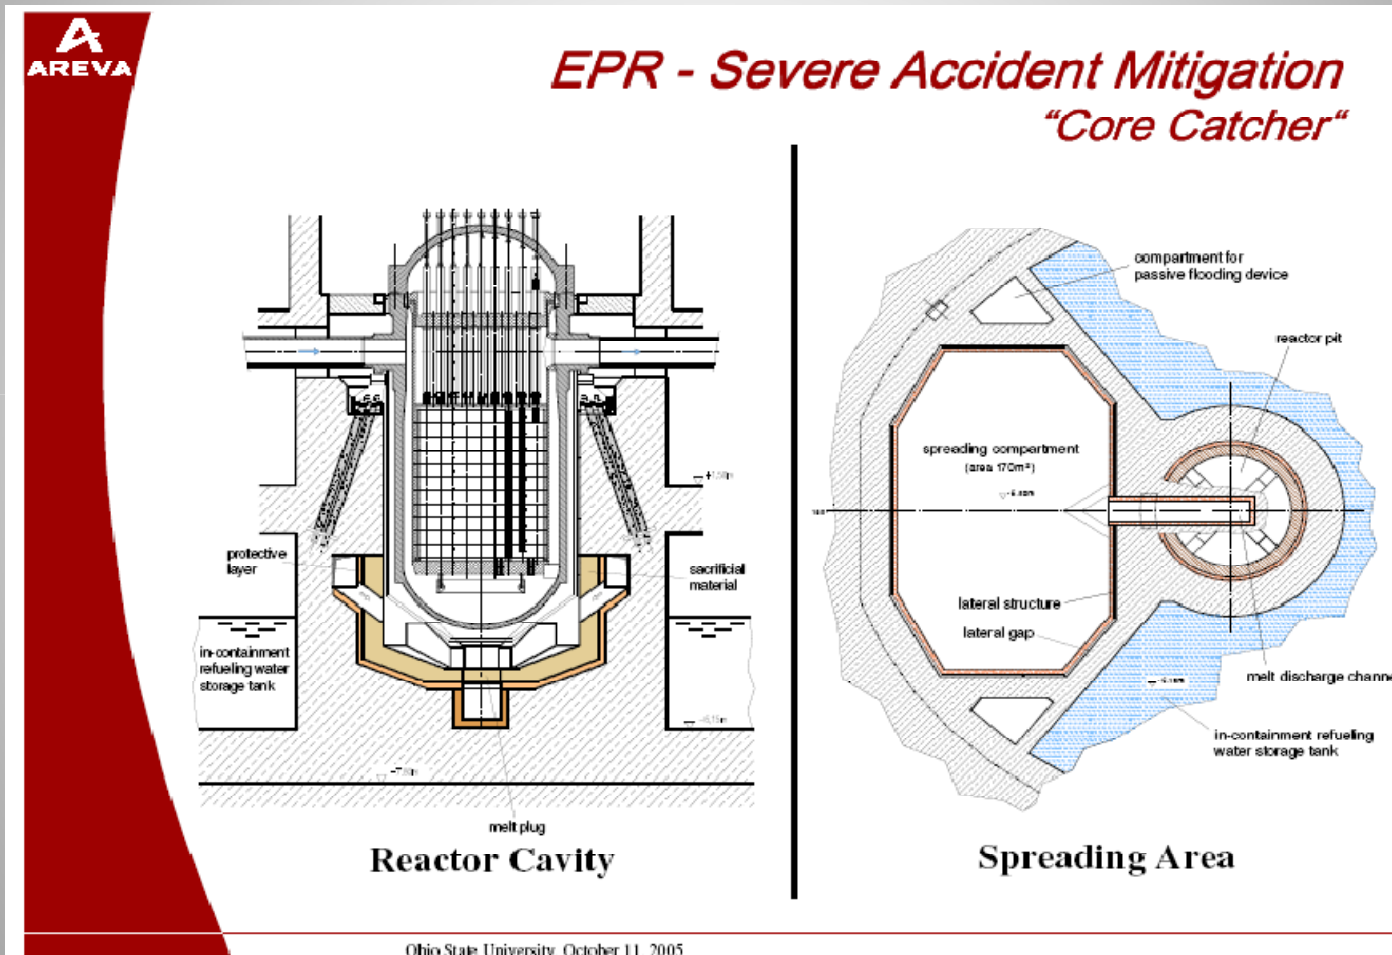 AREVA
EPR - Severe Accident Mitigation
“Core Catcher“
protective
layer
sacrificial
material
in-containment
refueling water
storage tank
melt plug
Reactor Cavity
compartment for
passive flooding device
reactor pit
spreading compartment
(area 170m²)
lateral structure
lateral gap
melt discharge channe
in-containment refueling
water storage tank
Spreading Area
Ohio State University, October 11, 2005